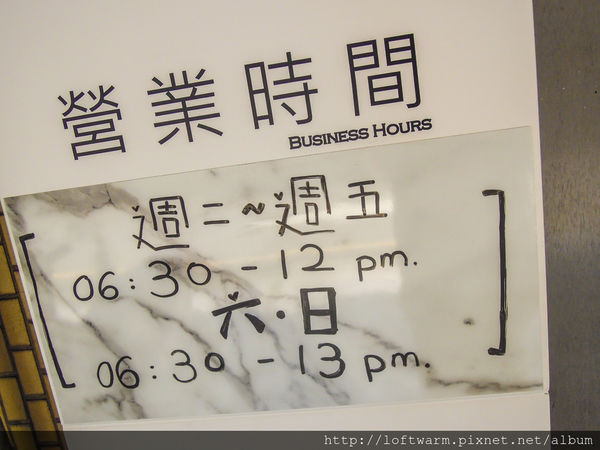 營業時間
BUSINESS HOURS
週二~週五
06:30 - 12 pm.
六·日
06:30 - 13 pm.
http://loftwarm.pixnet.net/album